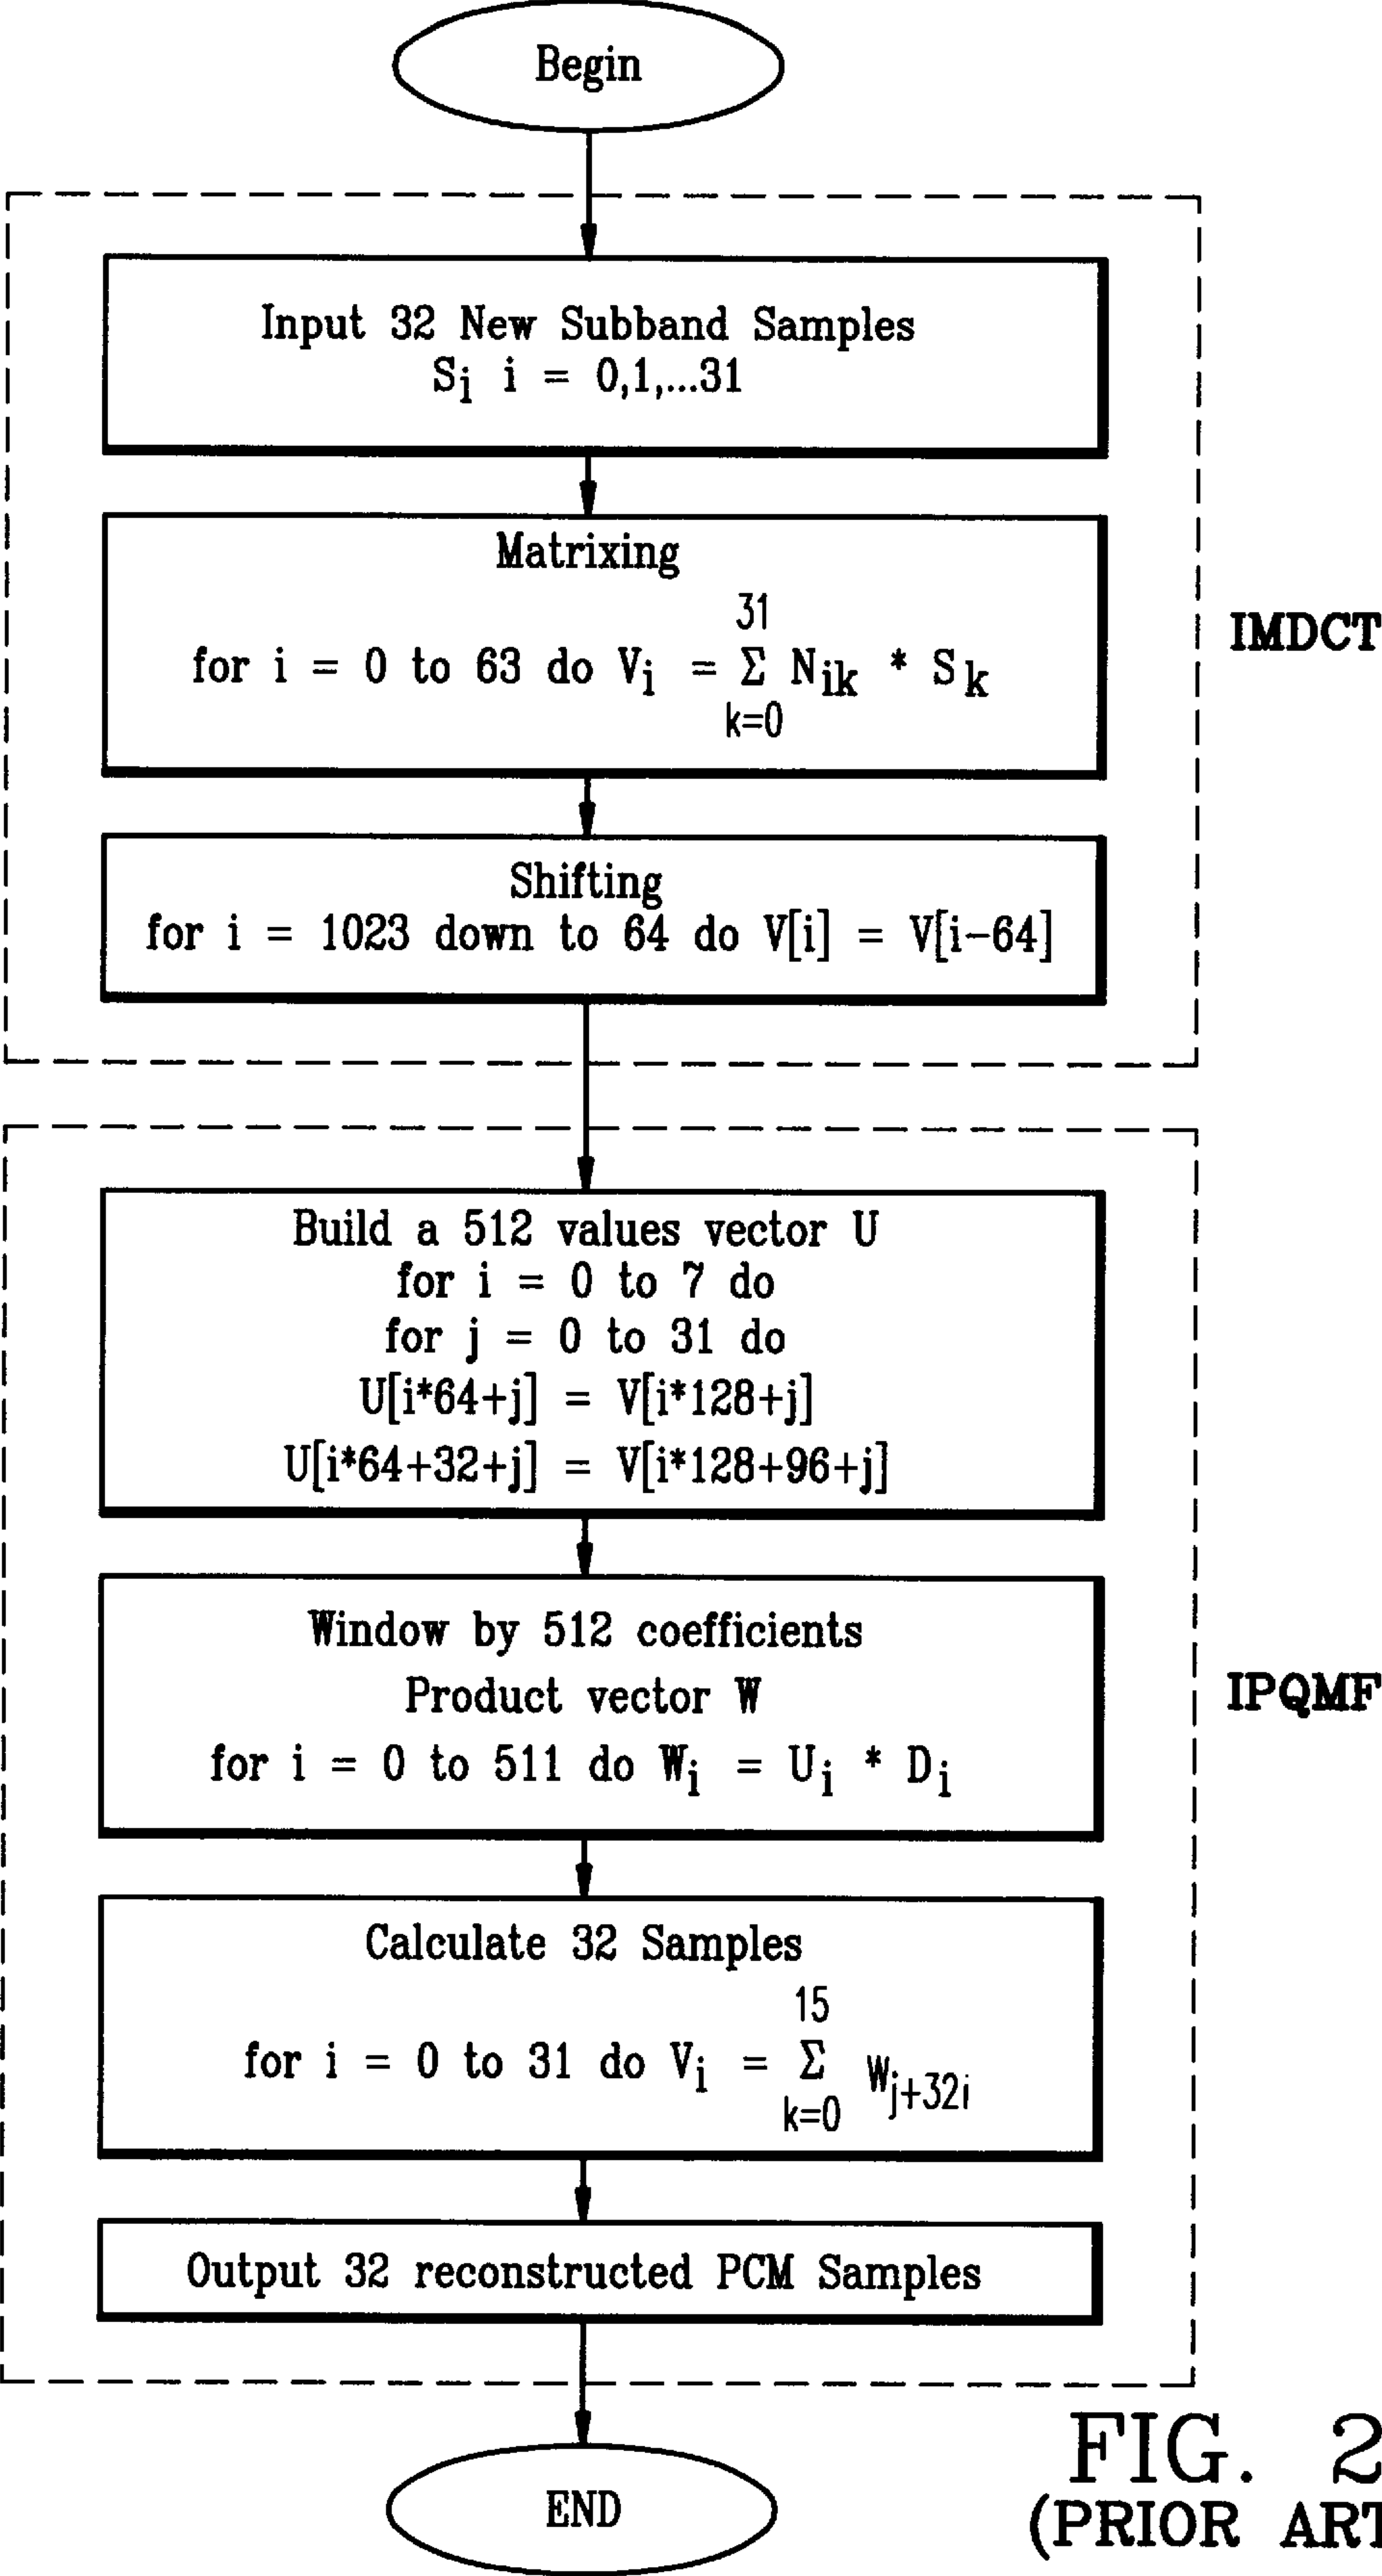 Begin
Input 32 New Subband Samples
Si i = 0,1,...31
Matrixing
31
for i = 0 to 63 do Vi = Σ Nik * Sk
k=0
IMDCT
Shifting
for i = 1023 down to 64 do V[i] = V[i-64]
Build a 512 values vector U
for i = 0 to 7 do
for j = 0 to 31 do
U[i*64+j] = V[i*128+j]
U[i*64+32+j] = V[i*128+96+j]
Window by 512 coefficients
Product vector W
for i = 0 to 511 do Wi = Ui * Di
IPQMF
Calculate 32 Samples
15
for i = 0 to 31 do Vi = Σ Wj+32i
k=0
Output 32 reconstructed PCM Samples
END
FIG. 2
(PRIOR ART